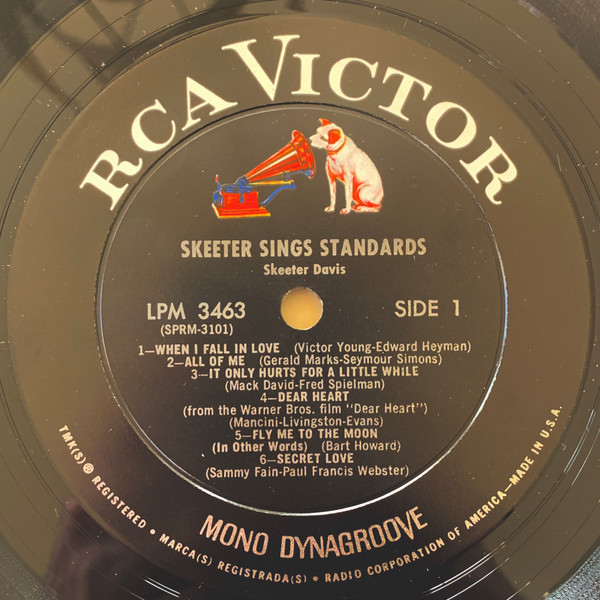 RCA VICTOR
SKEETER SINGS STANDARDS
Skeeter Davis
LPM 3463
(SPRM-3101)
SIDE 1
1—WHEN I FALL IN LOVE (Victor Young-Edward Heyman)
2—ALL OF ME (Gerald Marks-Seymour Simons)
3—IT ONLY HURTS FOR A LITTLE WHILE
(Mack David-Fred Spielman)
4—DEAR HEART
(from the Warner Bros. film "Dear Heart")
(Mancini-Livingston-Evans)
5—FLY ME TO THE MOON
(In Other Words) (Bart Howard)
6—SECRET LOVE
(Sammy Fain-Paul Francis Webster)
MONO DYNAGROOVE
TMK(S) ® REGISTERED • MARCA(S) REGISTRADA(S) • RADIO CORPORATION OF AMERICA—MADE IN U.S.A.